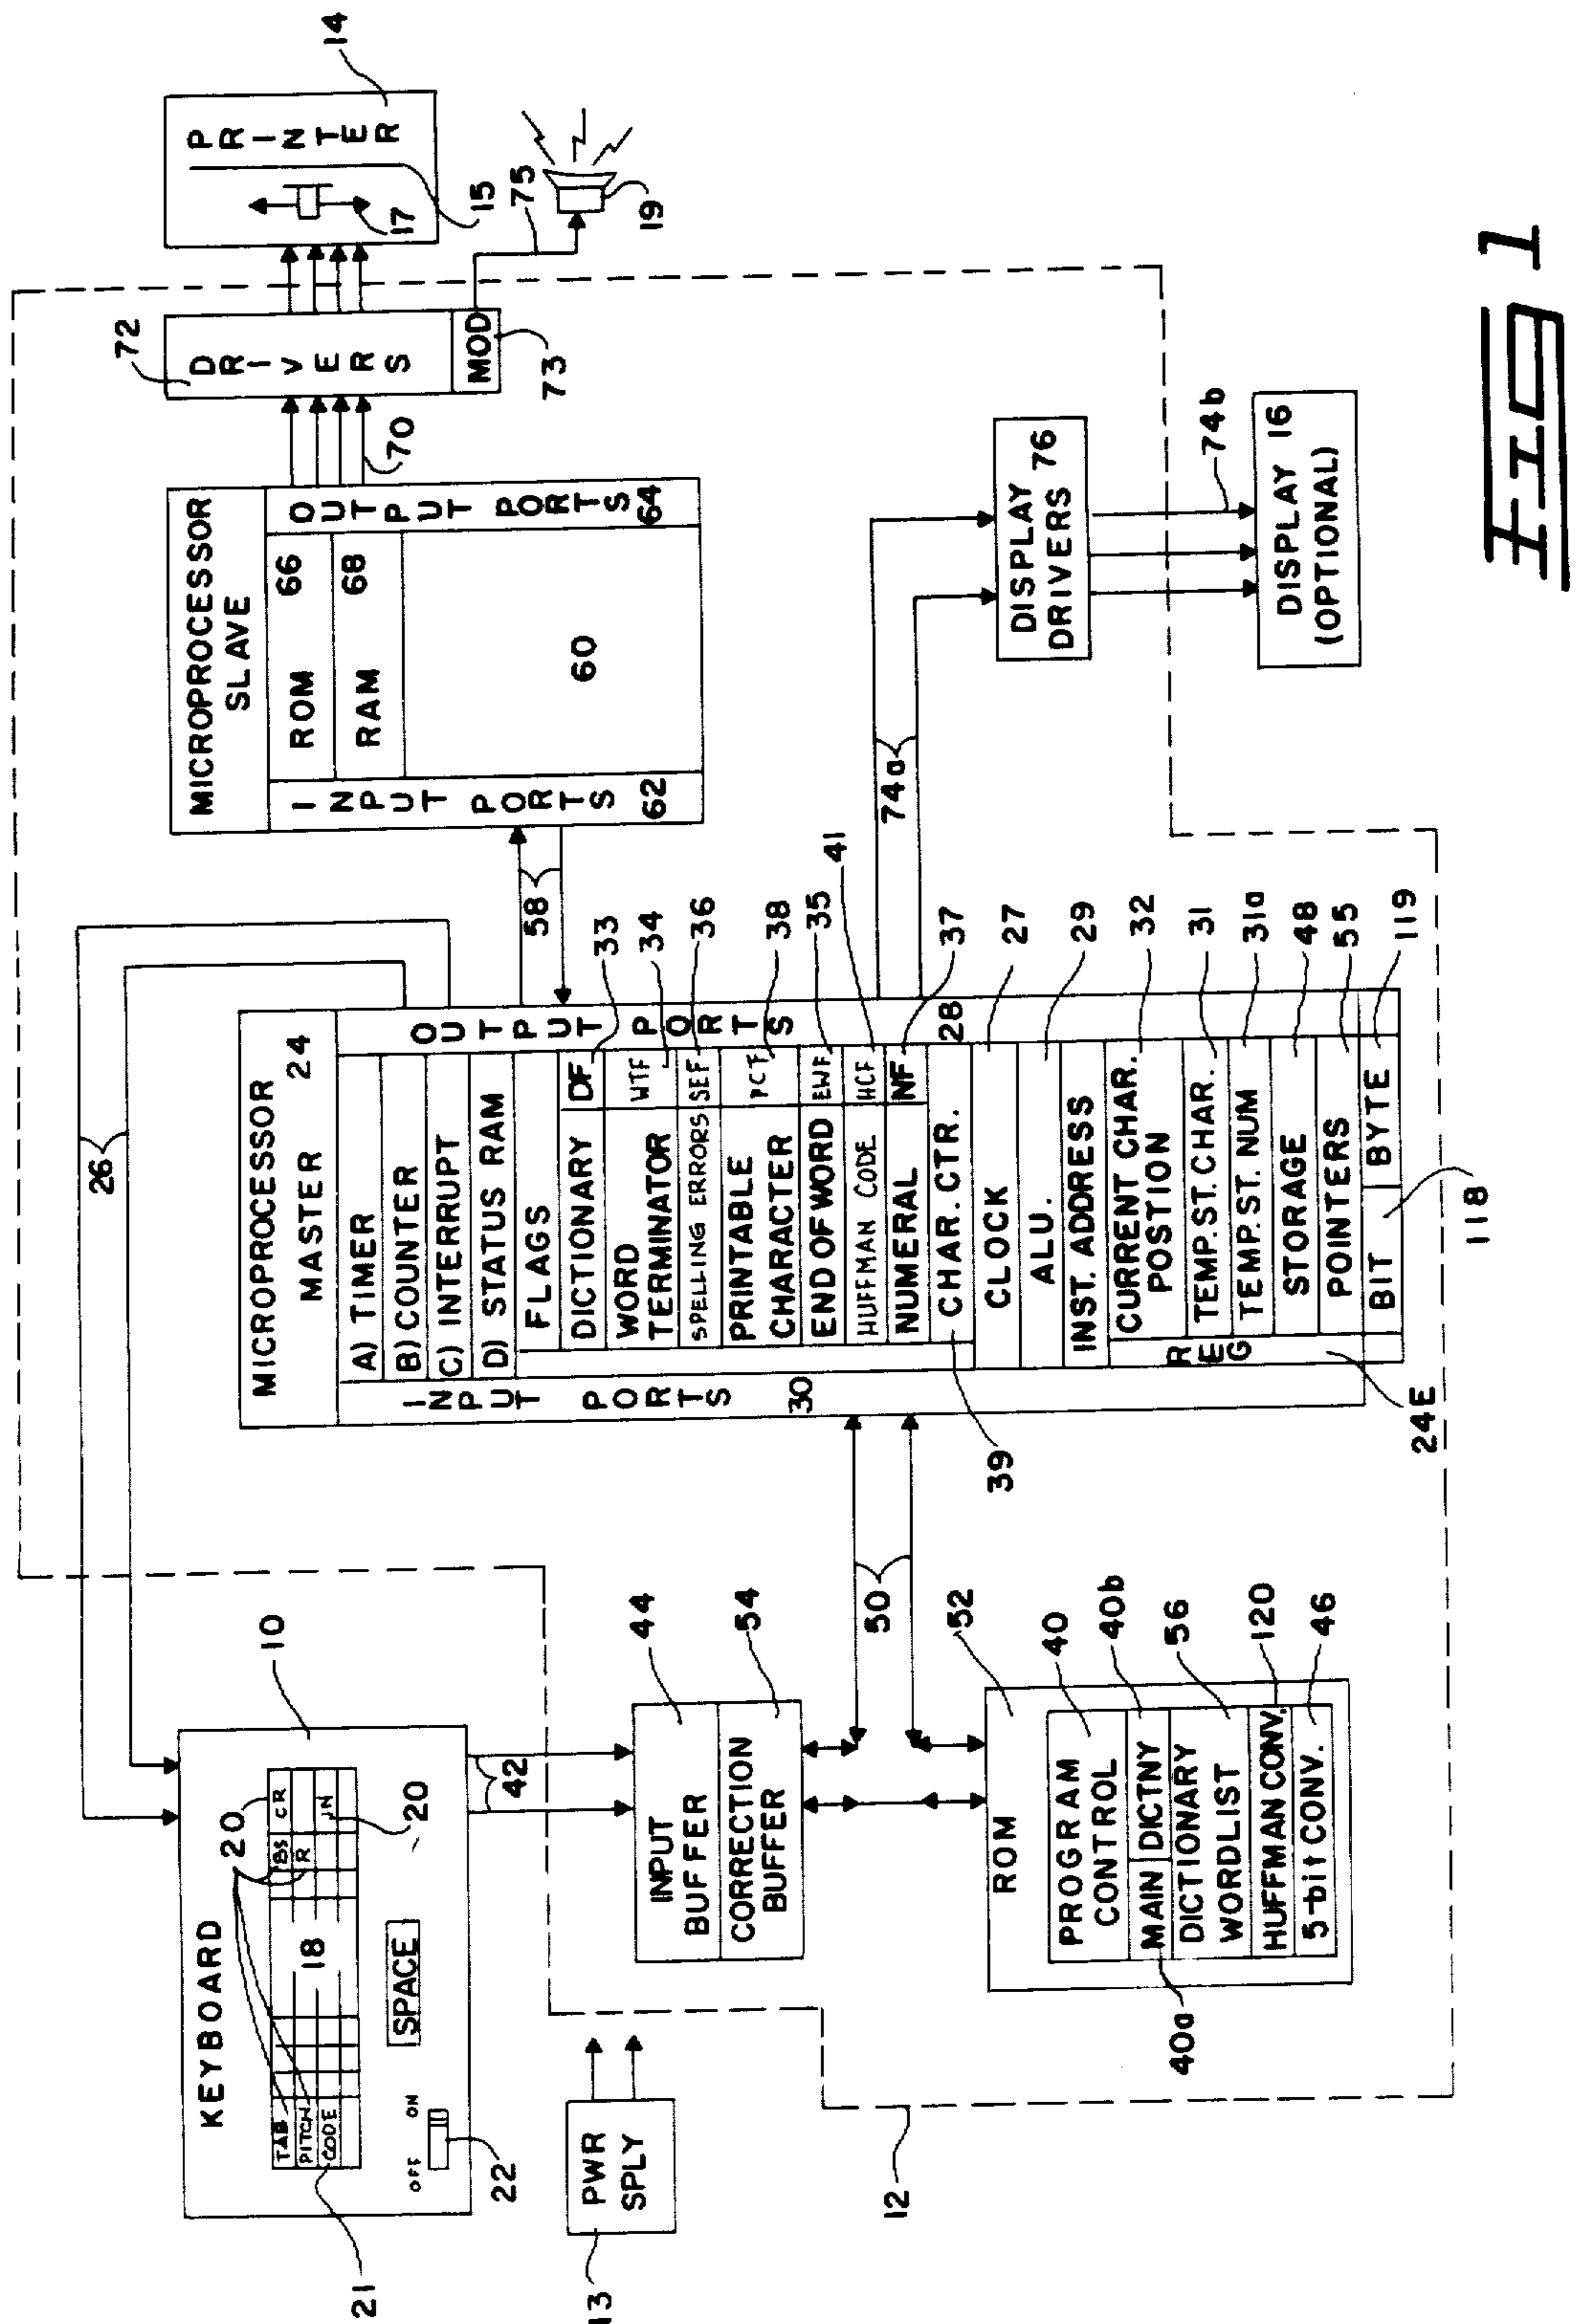 KEYBOARD
10
TAB
PITCH
CODE
18
20
BS
CR
R
N
20
SPACE
OFF
ON
22
21
PWR
SPLY
13
12
26
42
INPUT
BUFFER
44
CORRECTION
BUFFER
54
50
ROM
52
PROGRAM
CONTROL
40
MAIN
DICTNY
40a
40b
DICTIONARY
WORDLIST
56
HUFFMAN CONV.
120
5-bit CONV.
46
MICROPROCESSOR
MASTER
24
INPUT PORTS
30
OUTPUT PORTS
28
A) TIMER
B) COUNTER
C) INTERRUPT
D) STATUS RAM
FLAGS
DICTIONARY
DF
33
WORD
TERMINATOR
WTF
34
SPELLING ERRORS
SEF
36
PRINTABLE
CHARACTER
PCF
38
END OF WORD
EWF
35
HUFFMAN CODE
HCF
41
NUMERAL
NF
37
CHAR. CTR.
39
CLOCK
27
ALU.
29
INST. ADDRESS
REG
CURRENT CHAR.
POSTION
32
TEMP. ST. CHAR.
31
TEMP. ST. NUM
31a
STORAGE
48
POINTERS
55
BIT
BYTE
119
118
24E
58
MICROPROCESSOR
SLAVE
INPUT PORTS
62
ROM
66
RAM
68
60
OUTPUT PORTS
64
70
DRIVERS
72
MOD
73
PRINTER
14
17
15
75
19
74a
DISPLAY
DRIVERS
76
74b
DISPLAY 16
(OPTIONAL)
FIG 1